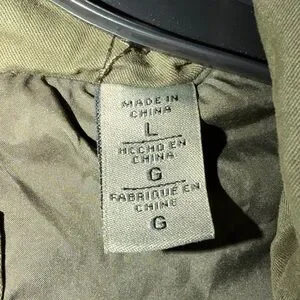 MADE IN
CHINA
L
HECHO EN
CHINA
G
FABRIQUÉ EN
CHINE
G